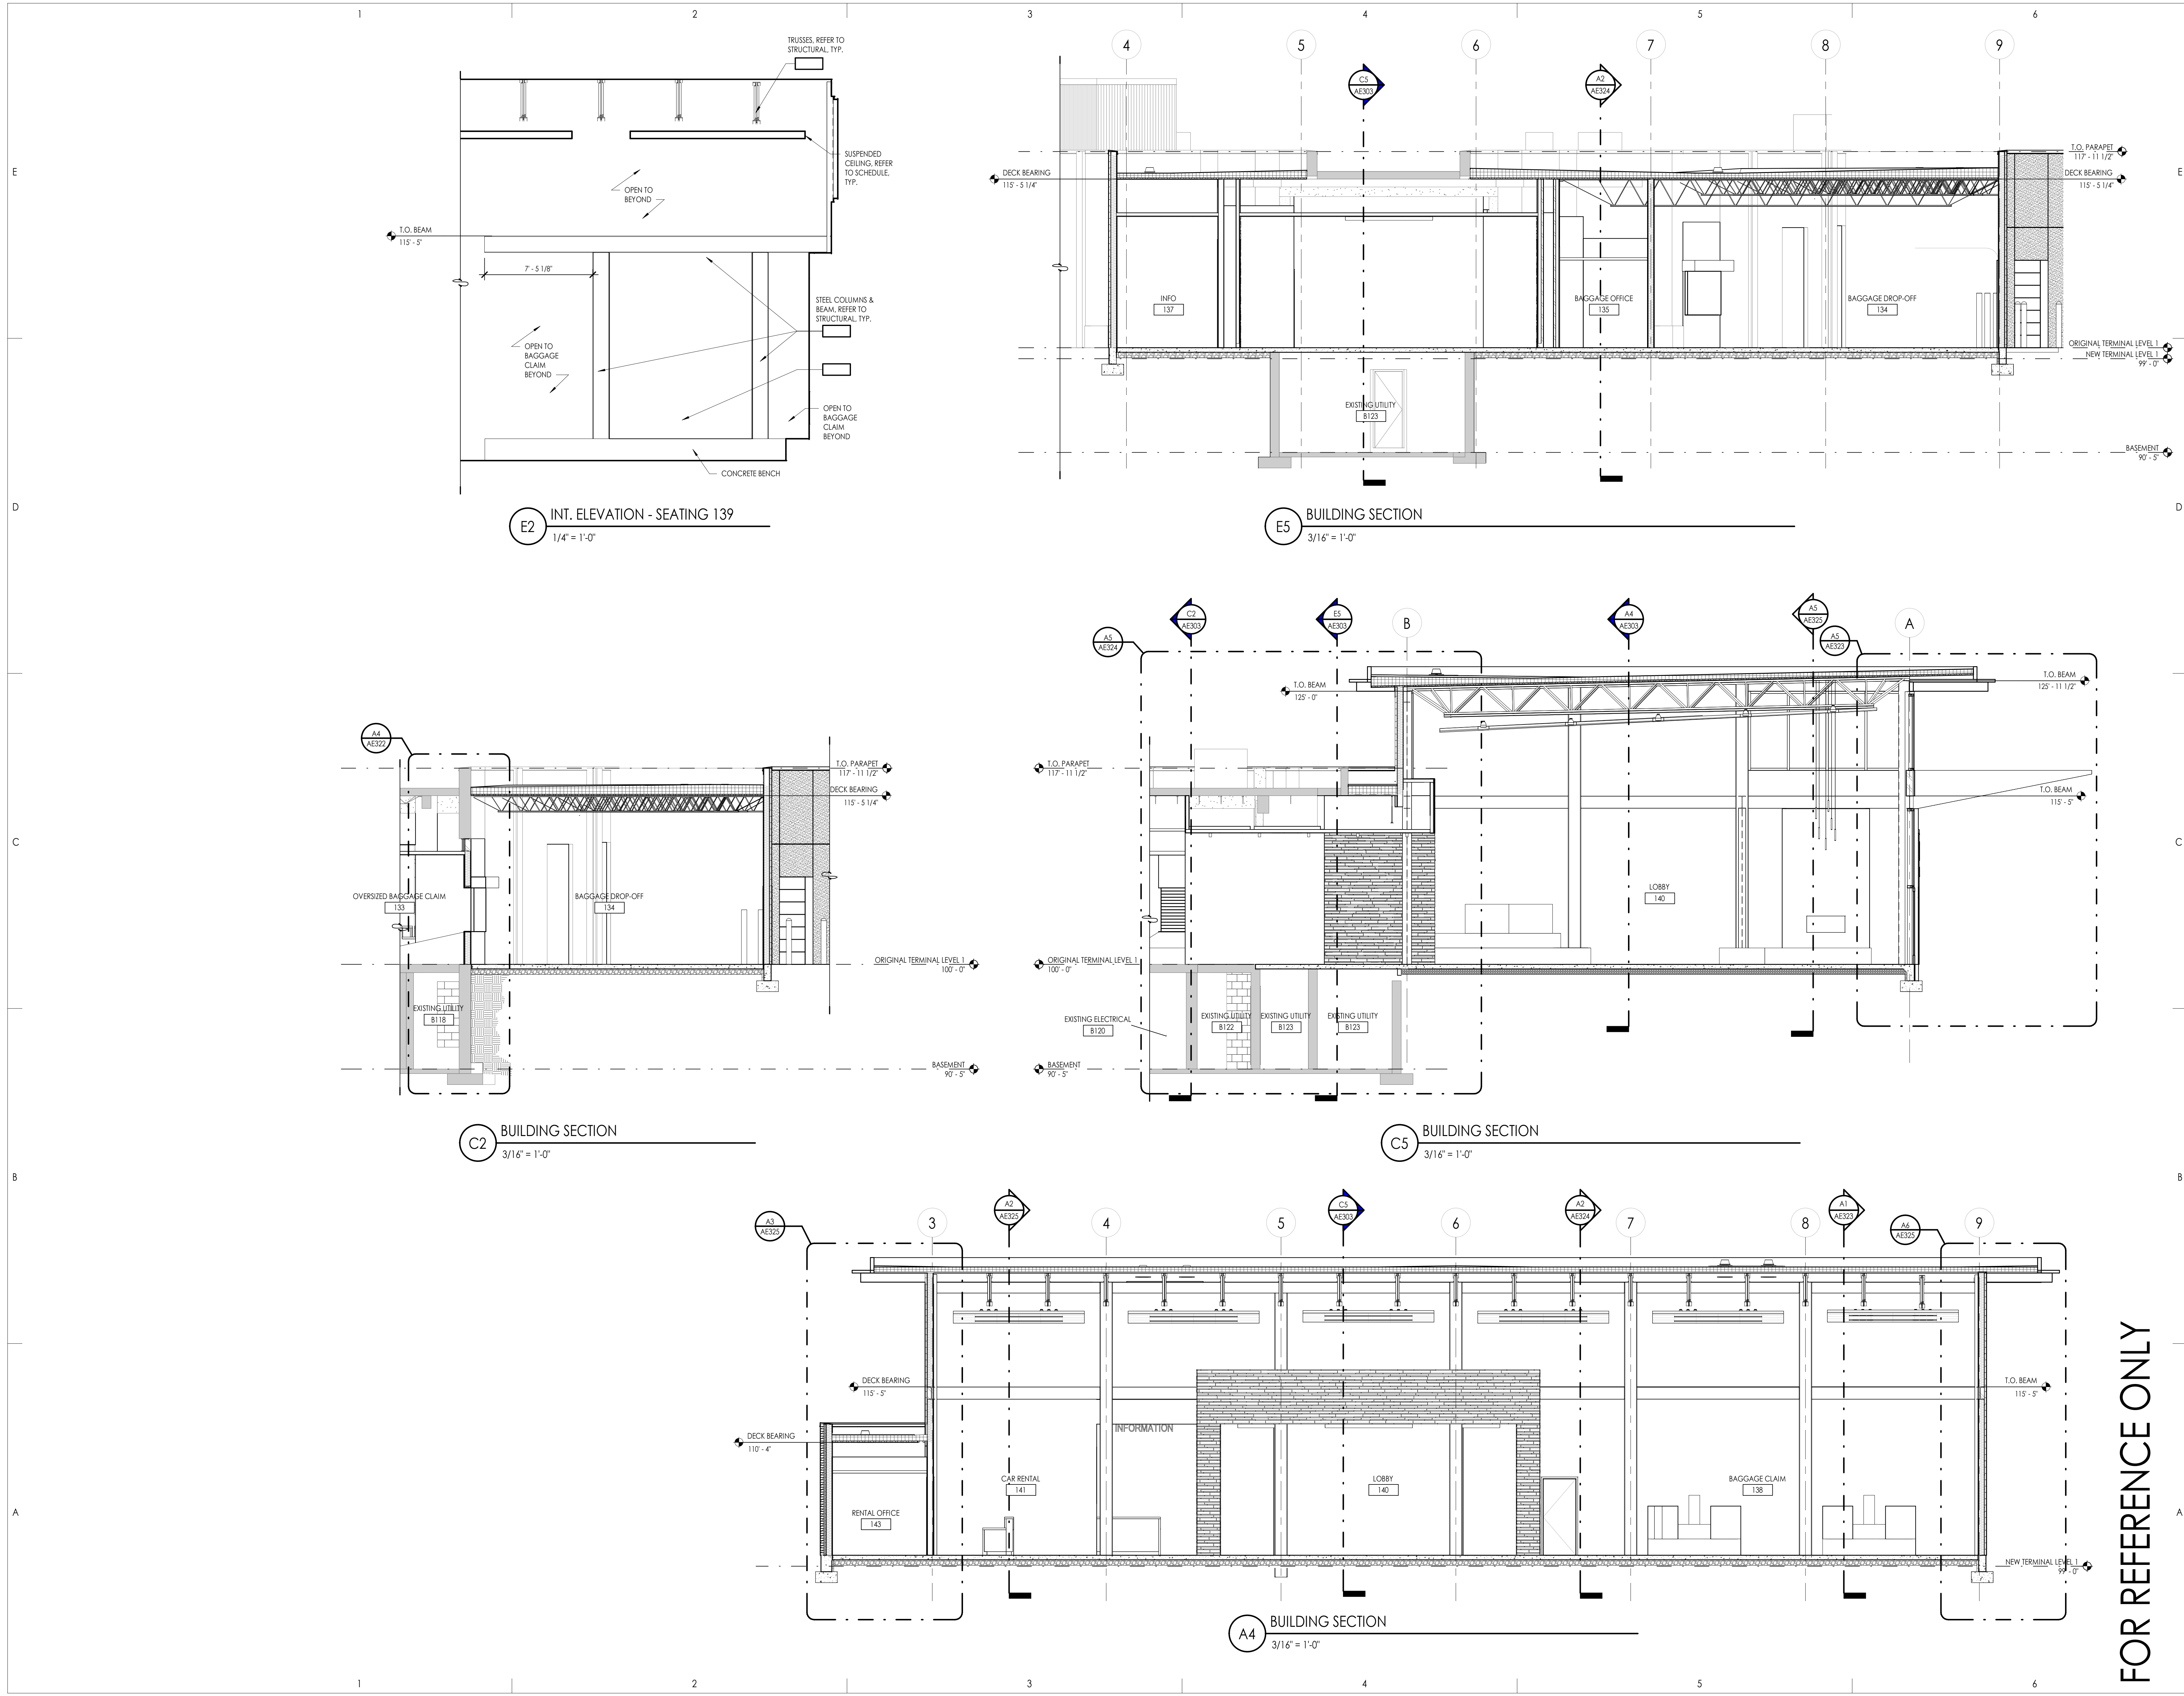 1
2
3
4
5
6
E
D
C
B
A
E
D
C
B
A
TRUSSES, REFER TO
STRUCTURAL, TYP.
SUSPENDED
CEILING, REFER
TO SCHEDULE,
TYP.
OPEN TO
BEYOND
T.O. BEAM
115' - 5"
7' - 5 1/8"
STEEL COLUMNS &
BEAM, REFER TO
STRUCTURAL, TYP.
OPEN TO
BAGGAGE
CLAIM
BEYOND
OPEN TO
BAGGAGE
CLAIM
BEYOND
CONCRETE BENCH
E2
INT. ELEVATION - SEATING 139
1/4" = 1'-0"
4
5
6
7
8
9
C5
AE303
A2
AE324
DECK BEARING
115' - 5 1/4"
T.O. PARAPET
117' - 11 1/2"
DECK BEARING
115' - 5 1/4"
INFO
137
BAGGAGE OFFICE
135
BAGGAGE DROP-OFF
134
ORIGINAL TERMINAL LEVEL 1
NEW TERMINAL LEVEL 1
99' - 0"
EXISTING UTILITY
B123
BASEMENT
90' - 5"
E5
BUILDING SECTION
3/16" = 1'-0"
A4
AE322
T.O. PARAPET
117' - 11 1/2"
DECK BEARING
115' - 5 1/4"
OVERSIZED BAGGAGE CLAIM
133
BAGGAGE DROP-OFF
134
ORIGINAL TERMINAL LEVEL 1
100' - 0"
EXISTING UTILITY
B118
BASEMENT
90' - 5"
C2
BUILDING SECTION
3/16" = 1'-0"
C2
AE303
E5
AE303
B
A4
AE303
A5
AE325
A
A5
AE324
A5
AE323
T.O. BEAM
125' - 0"
T.O. BEAM
125' - 11 1/2"
T.O. PARAPET
117' - 11 1/2"
T.O. BEAM
115' - 5"
LOBBY
140
ORIGINAL TERMINAL LEVEL 1
100' - 0"
EXISTING ELECTRICAL
B120
EXISTING UTILITY
B122
EXISTING UTILITY
B123
EXISTING UTILITY
B123
BASEMENT
90' - 5"
C5
BUILDING SECTION
3/16" = 1'-0"
A3
AE325
3
A2
AE325
4
5
C5
AE303
6
A2
AE324
7
8
A1
AE323
A6
AE325
9
DECK BEARING
115' - 5"
T.O. BEAM
115' - 5"
DECK BEARING
110' - 4"
INFORMATION
CAR RENTAL
141
LOBBY
140
BAGGAGE CLAIM
138
RENTAL OFFICE
143
NEW TERMINAL LEVEL 1
99' - 0"
A4
BUILDING SECTION
3/16" = 1'-0"
FOR REFERENCE ONLY
1
2
3
4
5
6